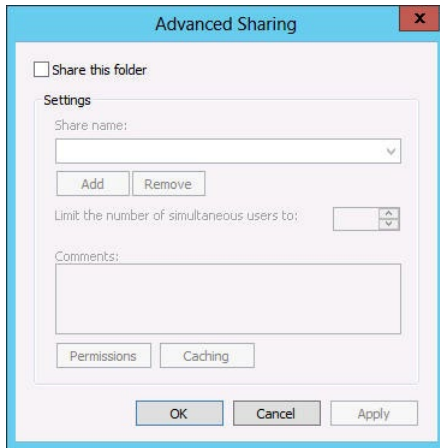 Advanced Sharing
x
Share this folder
Settings
Share name:
Add Remove
Limit the number of simultaneous users to:
Comments:
Permissions Caching
OK Cancel Apply